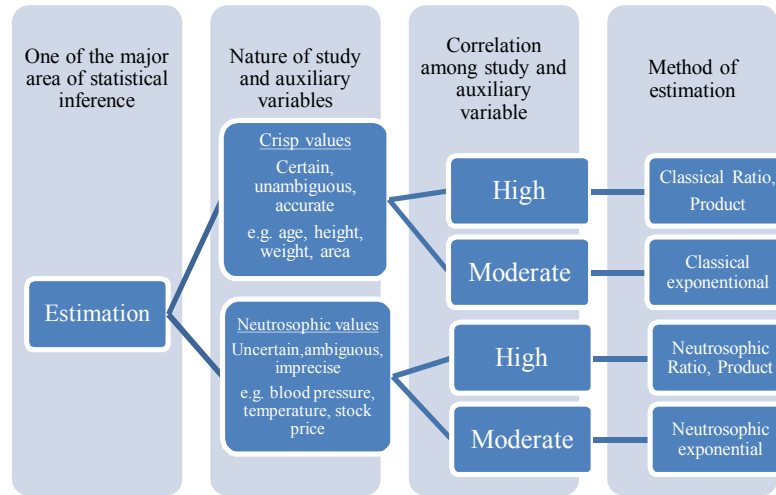 One of the major
area of statistical
inference
Nature of study
and auxiliary
variables
Correlation
among study and
auxiliary
variable
Method of
estimation
Estimation
Crisp values
Certain,
unambiguous,
accurate
e.g. age, height,
weight, area
Neutrosophic values
Uncertain,ambiguous,
imprecise
e.g. blood pressure,
temperature, stock
price
High
Moderate
High
Moderate
Classical Ratio,
Product
Classical
exponentional
Neutrosophic
Ratio, Product
Neutrosophic
exponential